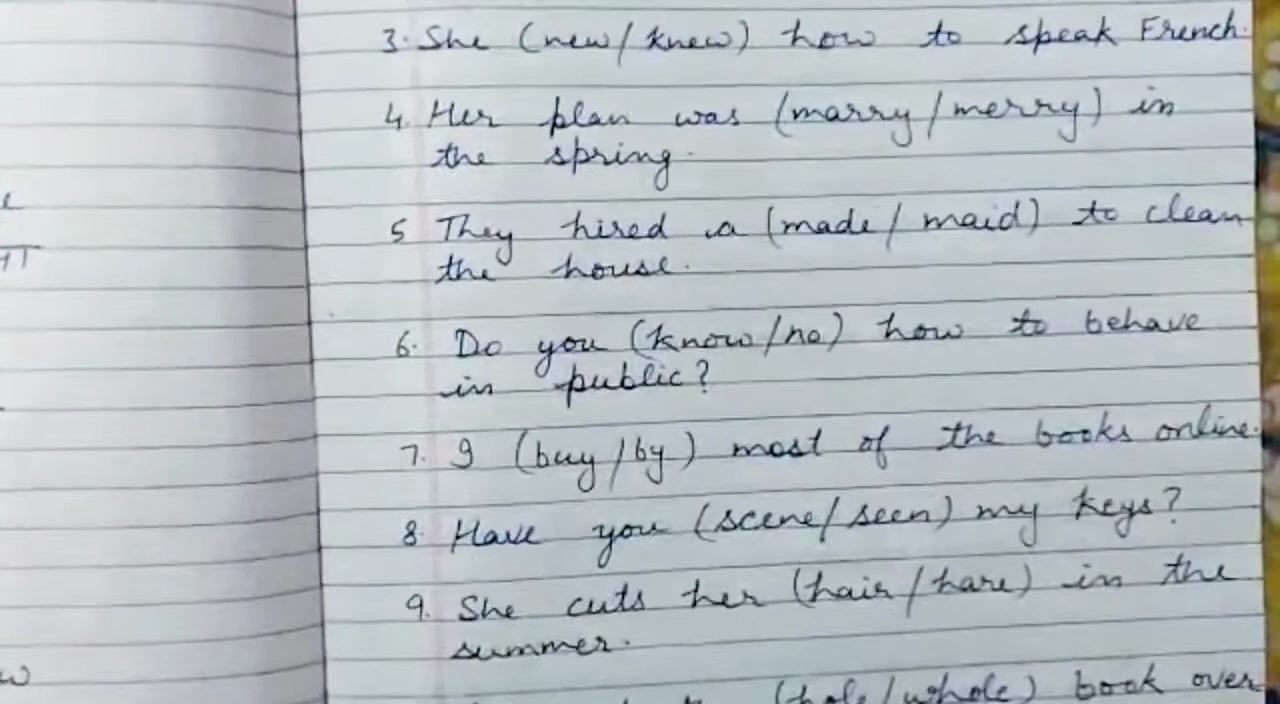 3. She (new/knew) how to speak French.
4. Her plan was (marry/merry) in
the spring.
5 They hired a (made/maid) to clean
the house.
6. Do you (know/no) how to behave
in public?
7. I (buy/by) most of the books online.
8. Have you (scene/seen) my keys?
9. She cuts her (hair/hare) in the
summer.
(hole/whole) book over